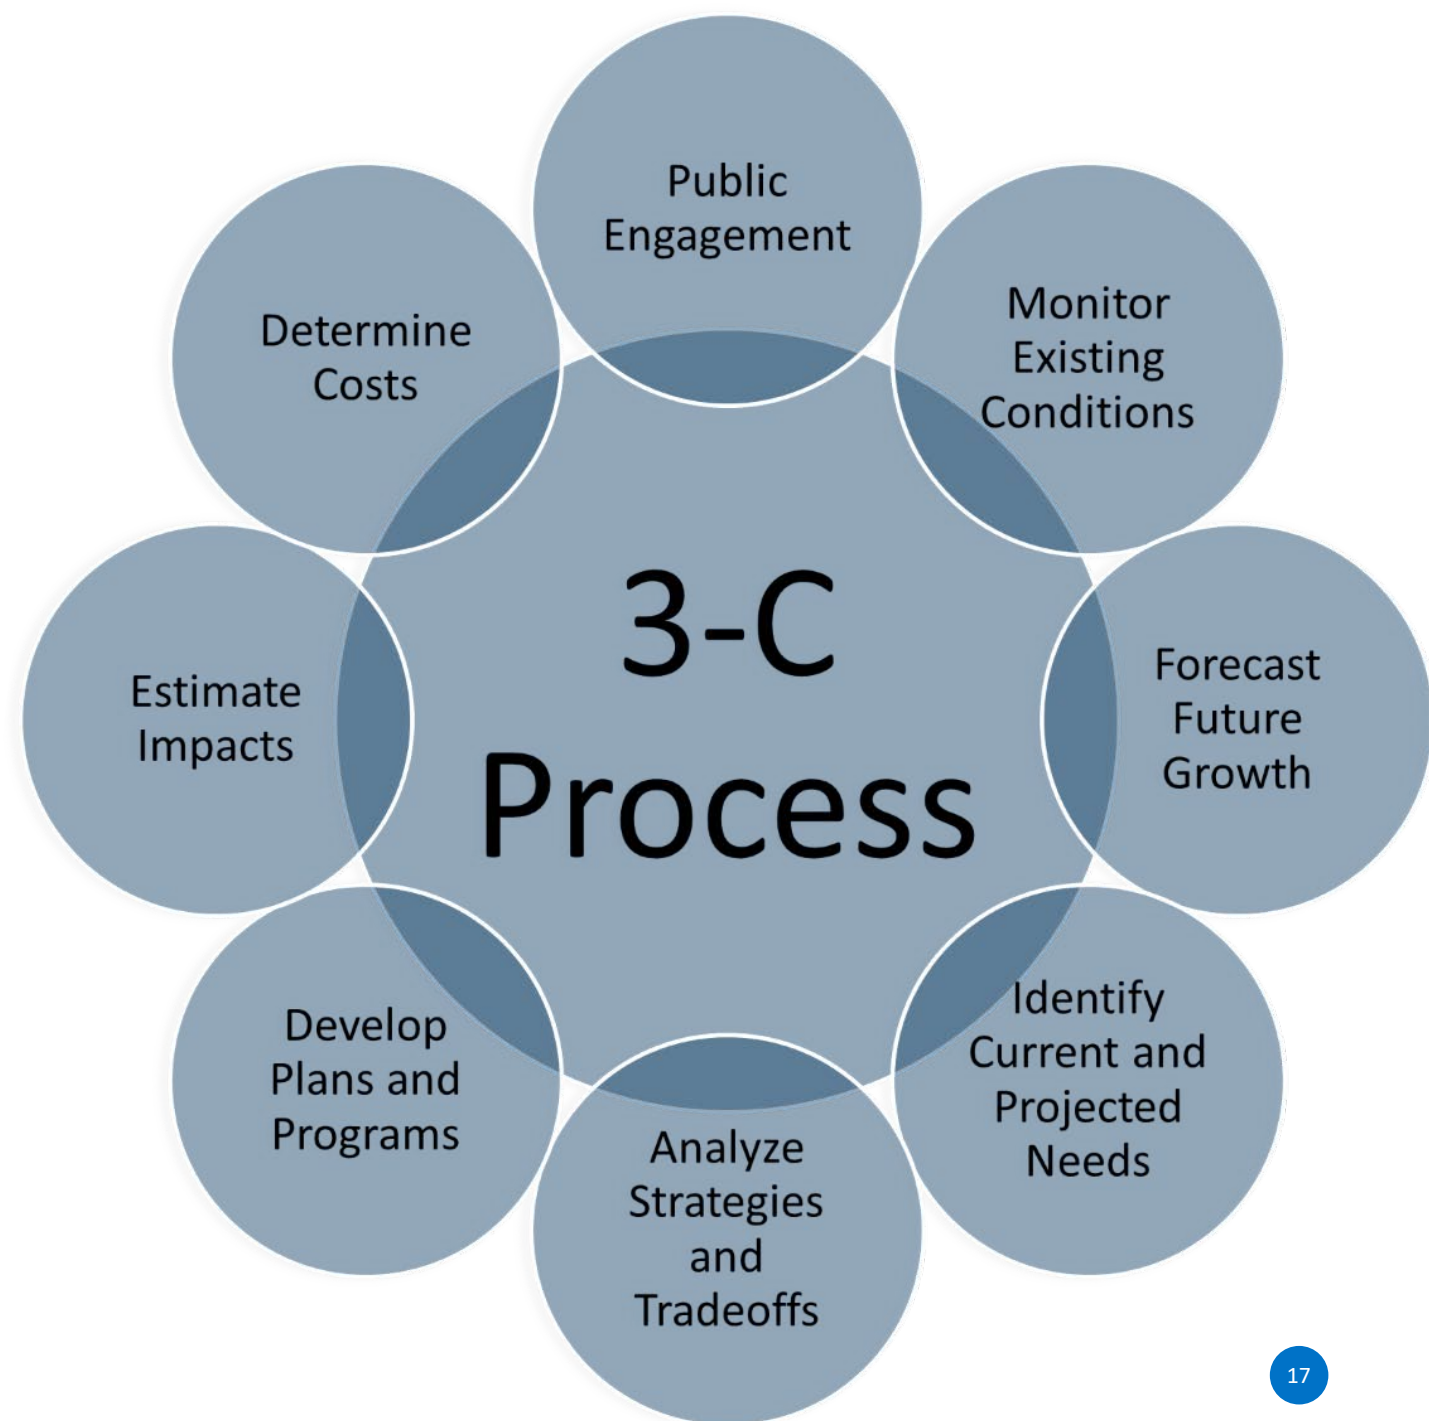 Public
Engagement
Monitor
Existing
Conditions
Forecast
Future
Growth
Identify
Current and
Projected
Needs
Analyze
Strategies
and
Tradeoffs
Develop
Plans and
Programs
Estimate
Impacts
Determine
Costs
3-C
Process
17